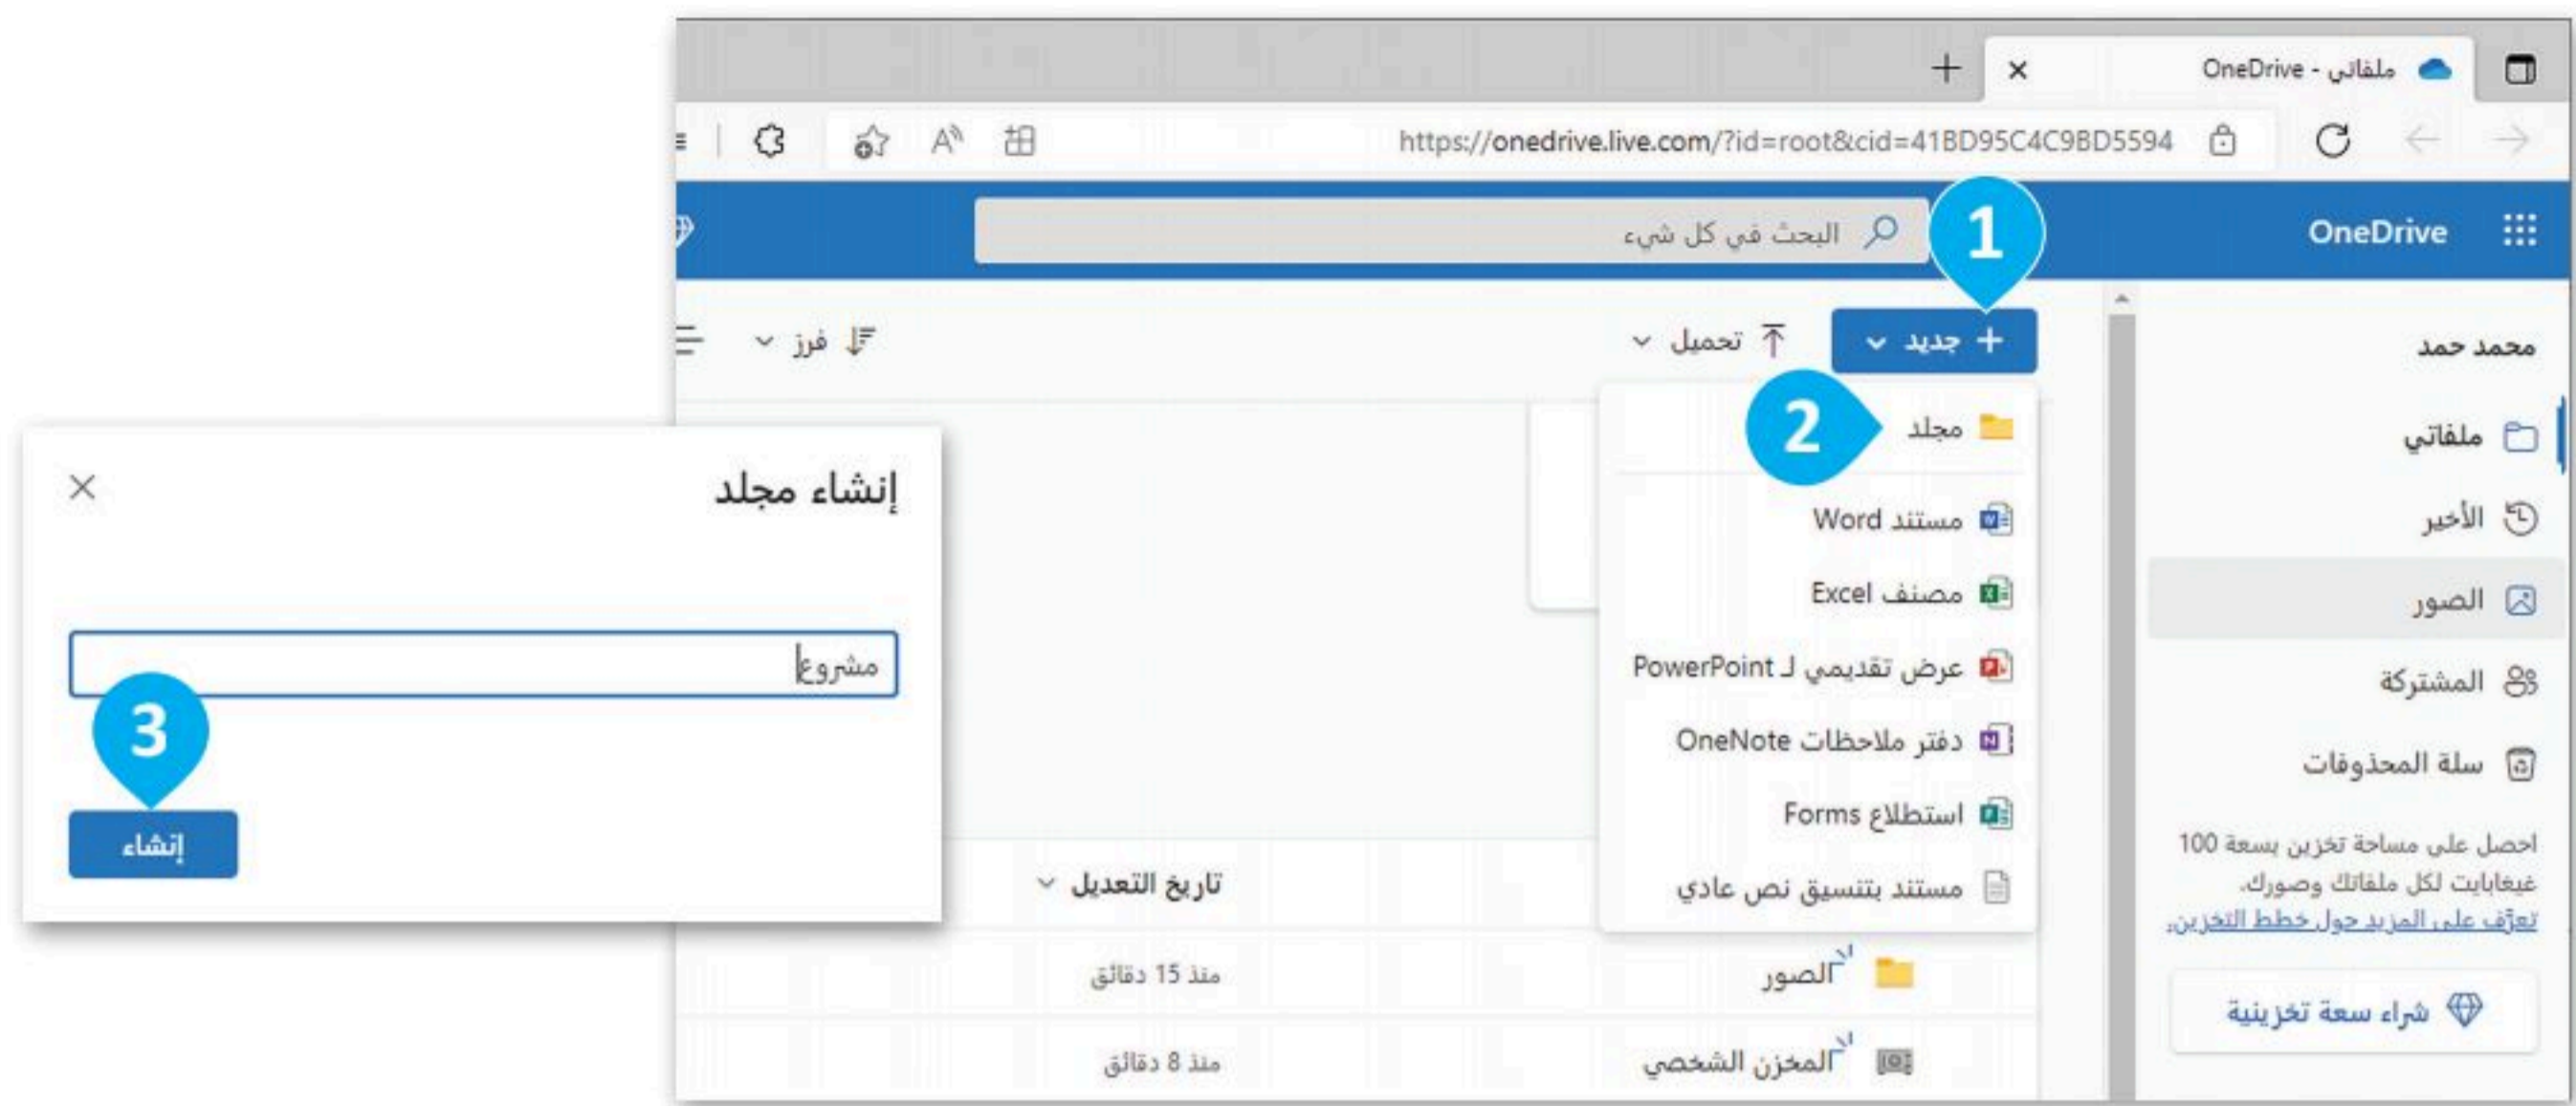 ملفاتي - OneDrive
https://onedrive.live.com/?id=root&cid=41BD95C4C9BD5594
OneDrive
البحث في كل شيء
1
محمد حمد
ملفاتي
الأخير
الصور
المشتركة
سلة المحذوفات
احصل على مساحة تخزين بسعة 100
غيغابايت لكل ملفاتك وصورك.
تعرّف على المزيد حول خطط التخزين.
شراء سعة تخزينية
+ جديد
تحميل
فرز
2
مجلد
مستند Word
مصنف Excel
عرض تقديمي لـ PowerPoint
دفتر ملاحظات OneNote
استطلاع Forms
مستند بتنسيق نص عادي
تاريخ التعديل
الصور
منذ 15 دقائق
المخزن الشخصي
منذ 8 دقائق
إنشاء مجلد
مشروع
3
إنشاء